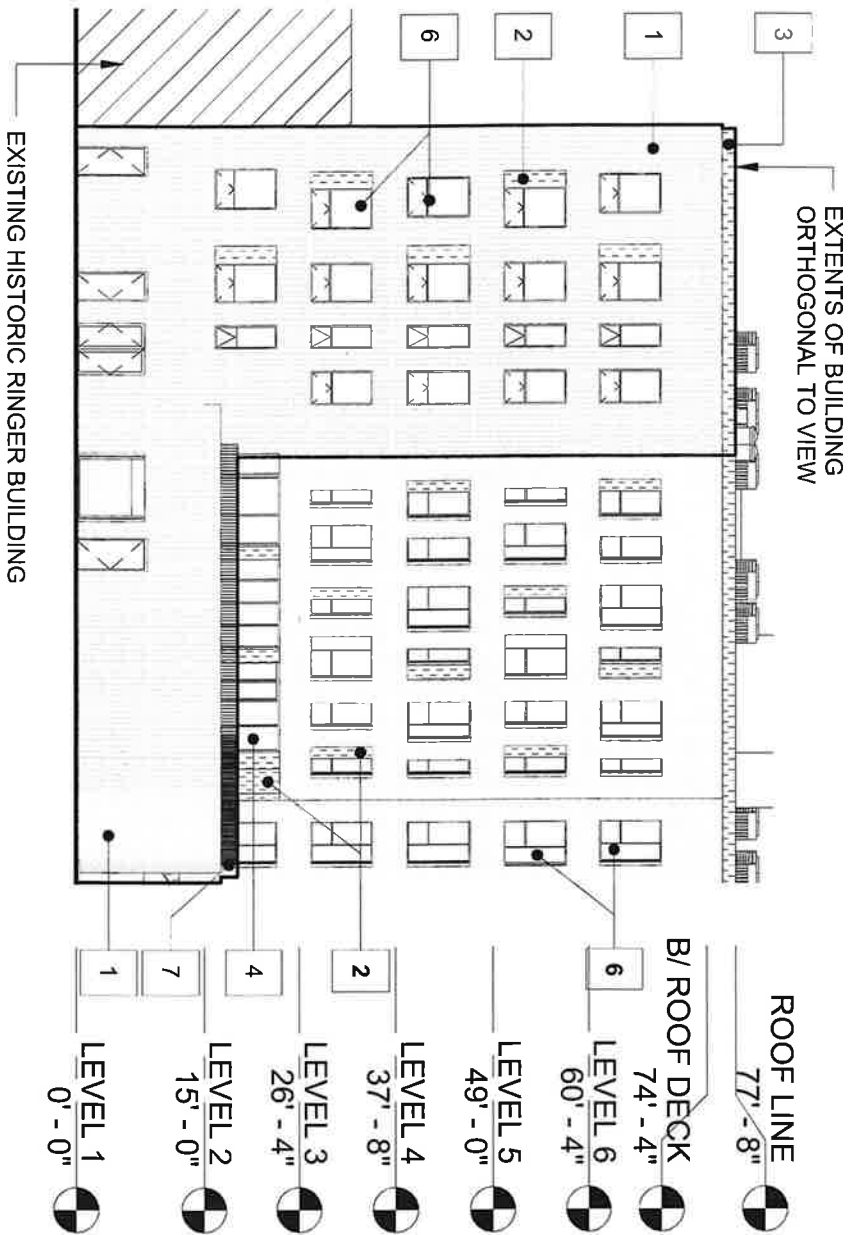 3
1
2
6
EXTENTS OF BUILDING
ORTHOGONAL TO VIEW
EXISTING HISTORIC RINGER BUILDING
6
2
4
7
1
ROOF LINE
77' - 8"
B/ ROOF DECK
74' - 4"
LEVEL 6
60' - 4"
LEVEL 5
49' - 0"
LEVEL 4
37' - 8"
LEVEL 3
26' - 4"
LEVEL 2
15' - 0"
LEVEL 1
0' - 0"